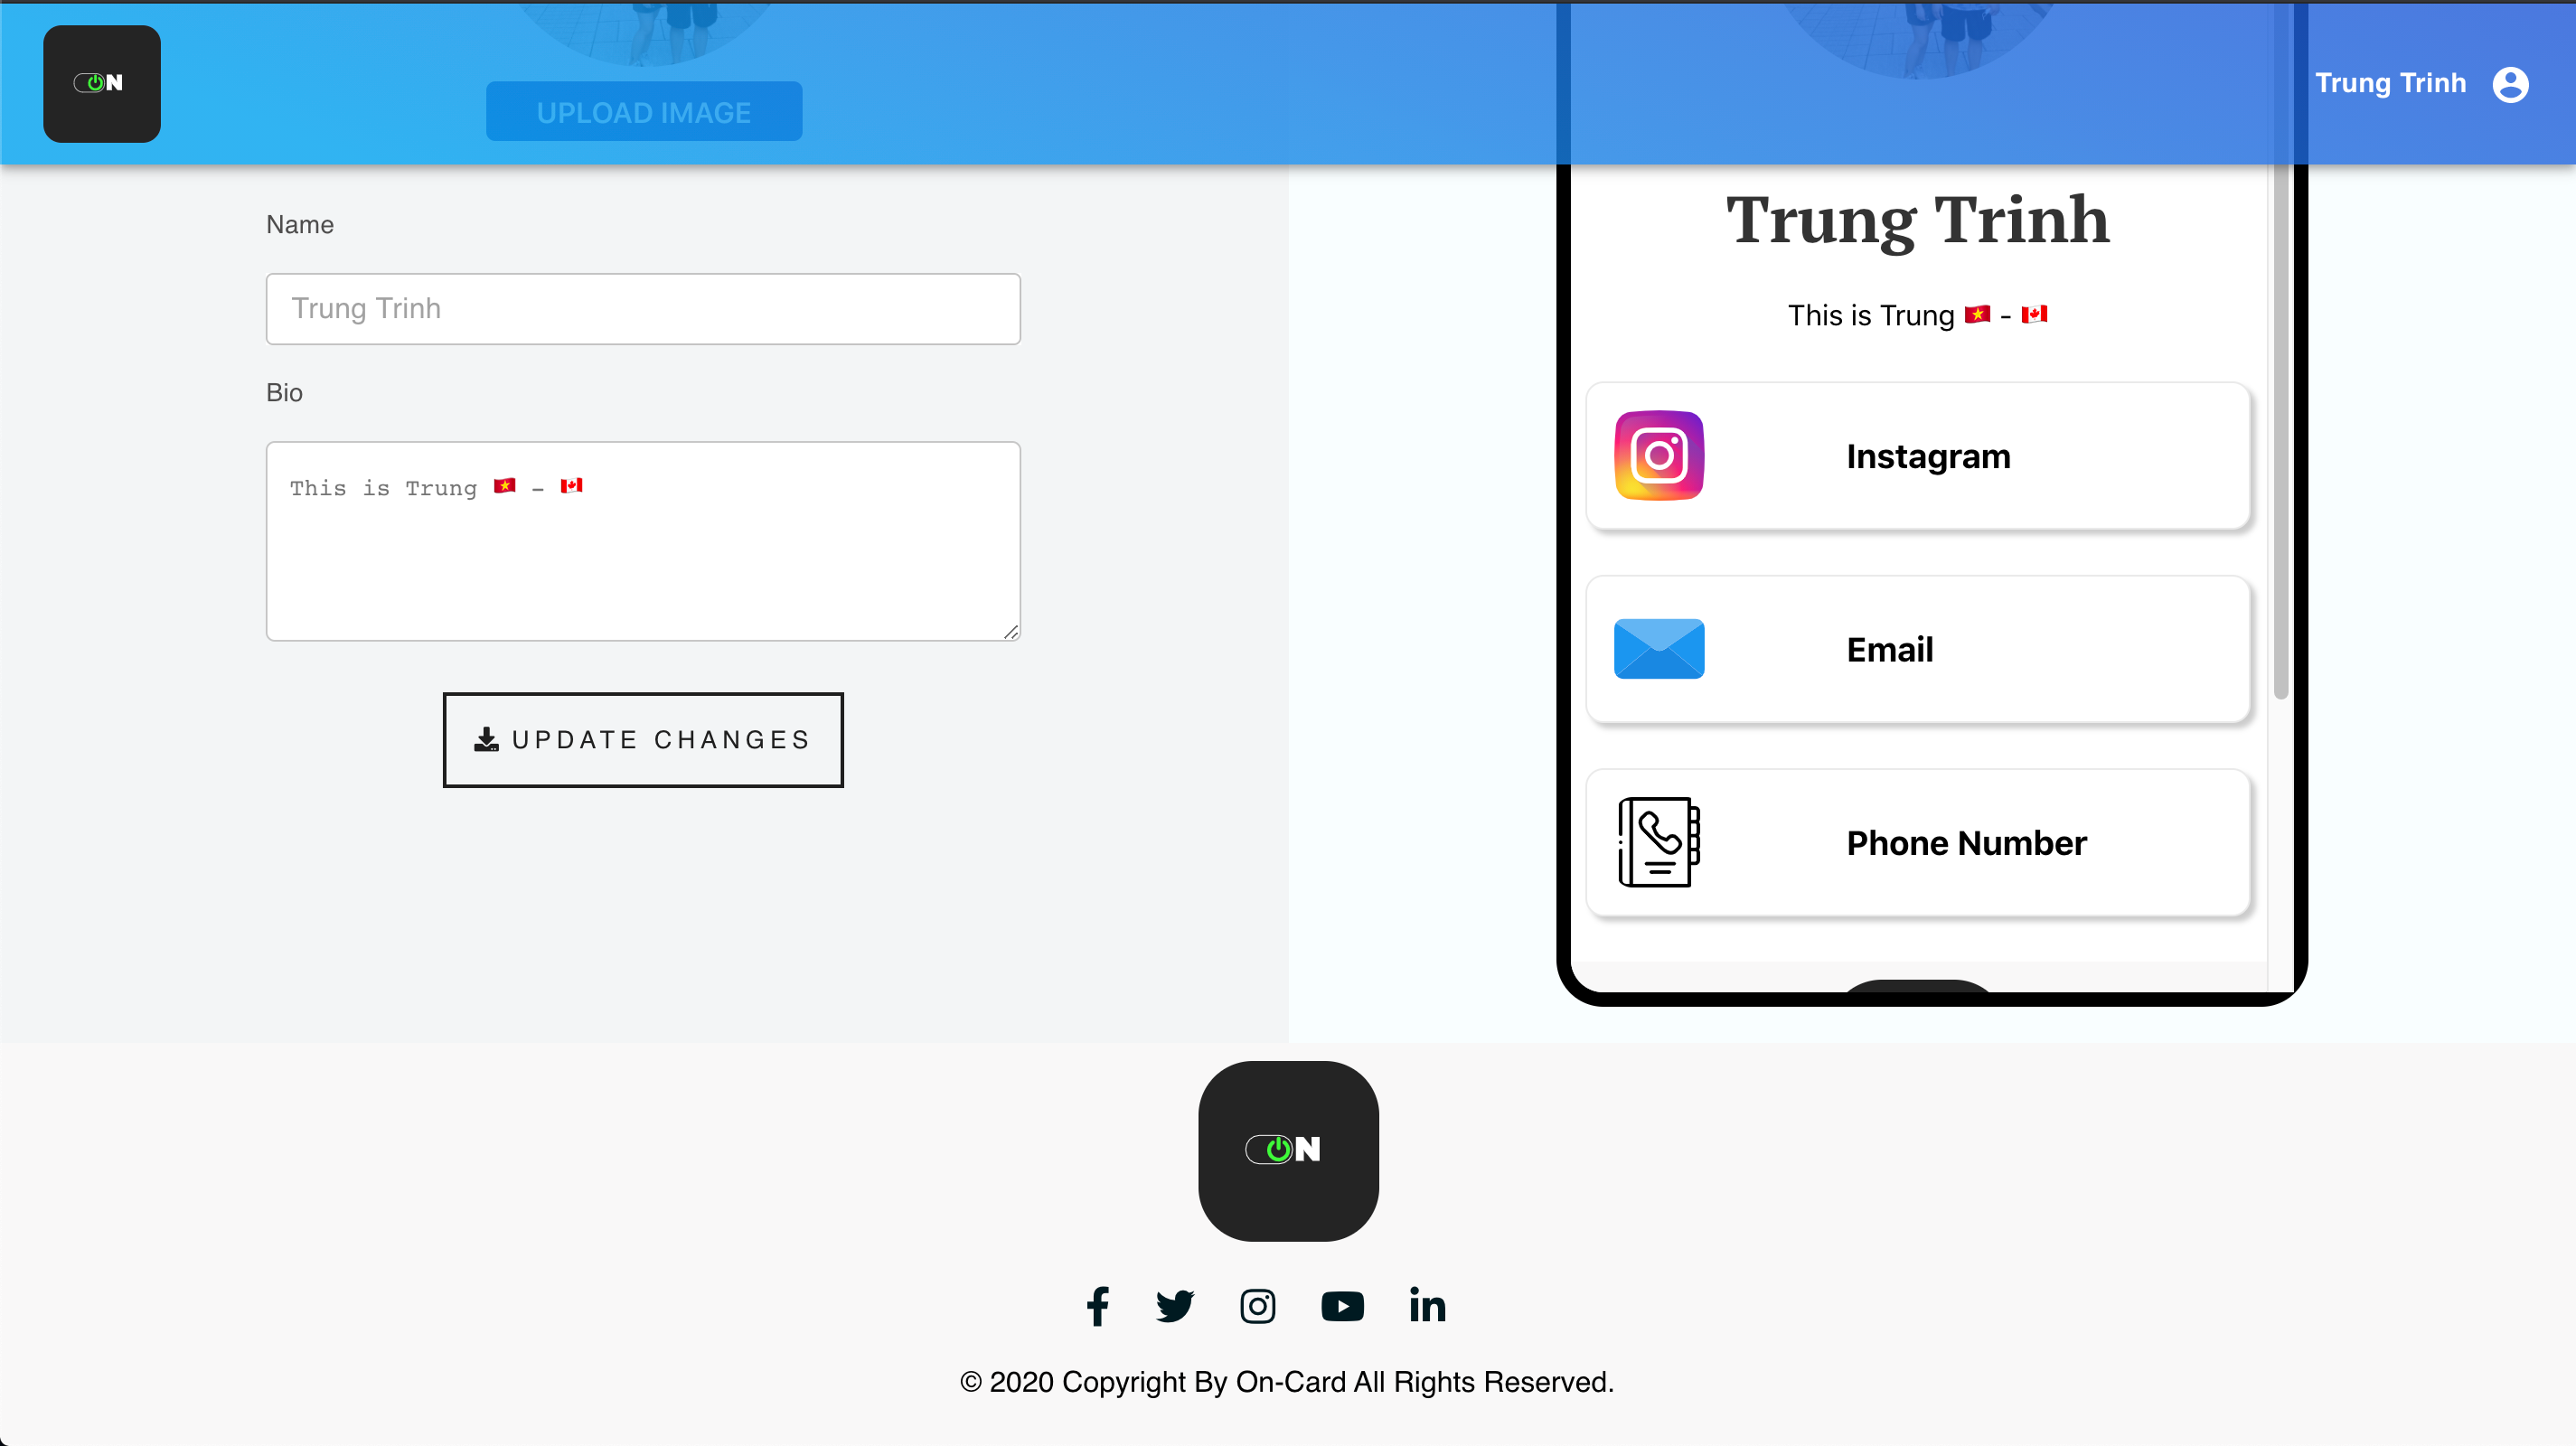 ON
UPLOAD IMAGE
Trung Trinh
Name
Trung Trinh
Bio
This is Trung 🇻🇳 - 🇨🇦
UPDATE CHANGES
Trung Trinh
This is Trung 🇻🇳 - 🇨🇦
Instagram
Email
Phone Number
ON
© 2020 Copyright By On-Card All Rights Reserved.